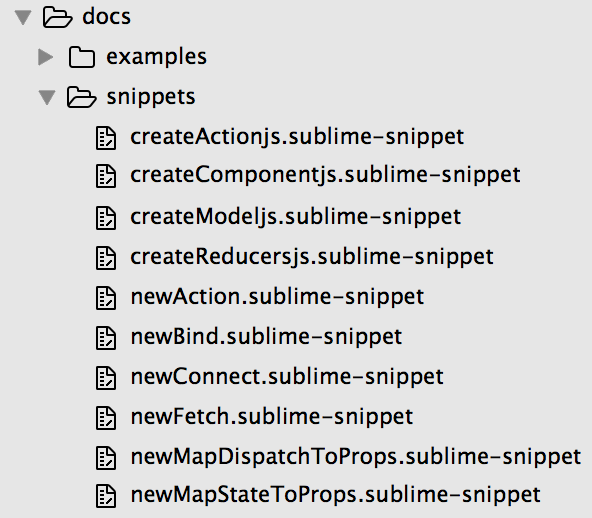 docs
examples
snippets
createActionjs.sublime-snippet
createComponentjs.sublime-snippet
createModeljs.sublime-snippet
createReducersjs.sublime-snippet
newAction.sublime-snippet
newBind.sublime-snippet
newConnect.sublime-snippet
newFetch.sublime-snippet
newMapDispatchToProps.sublime-snippet
newMapStateToProps.sublime-snippet